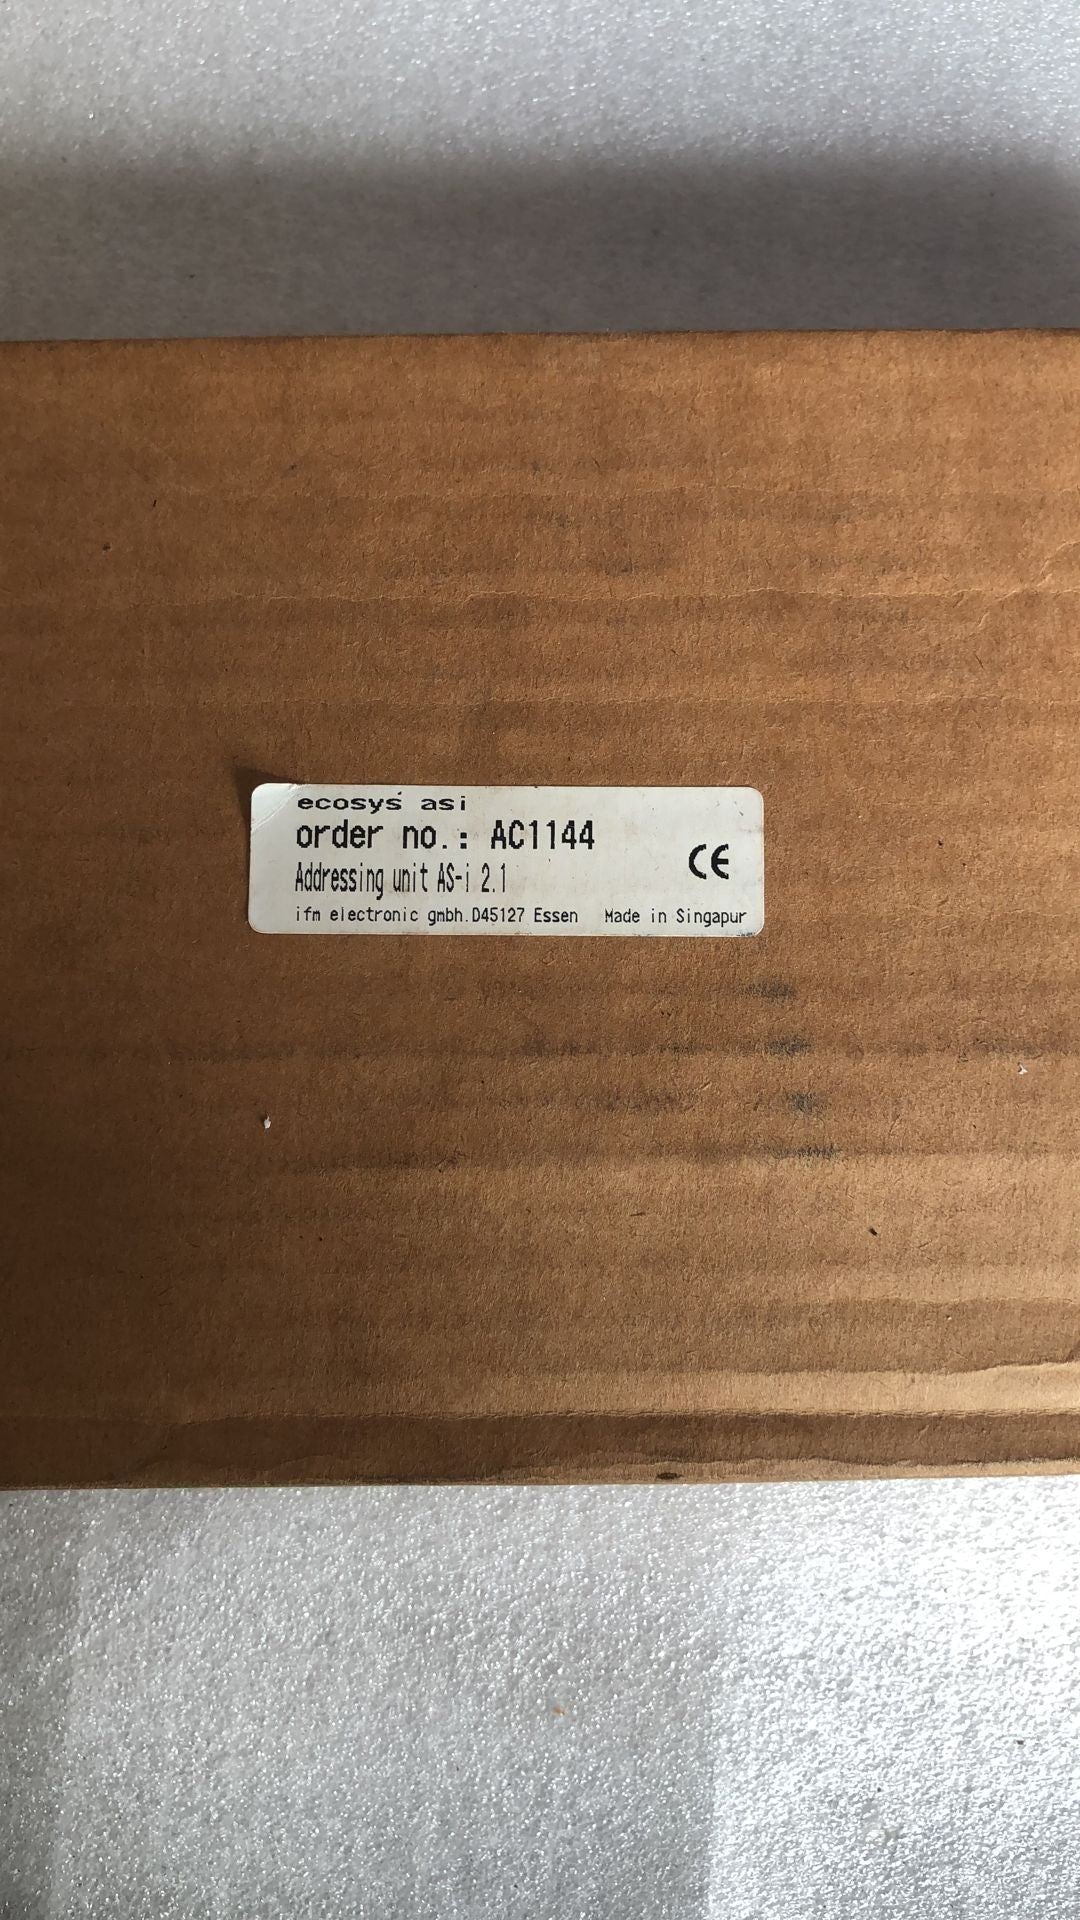 ecosys asi
order no.: AC1144
Addressing unit AS-i 2.1
ifm electronic gmbh.D45127 Essen Made in Singapur
CE